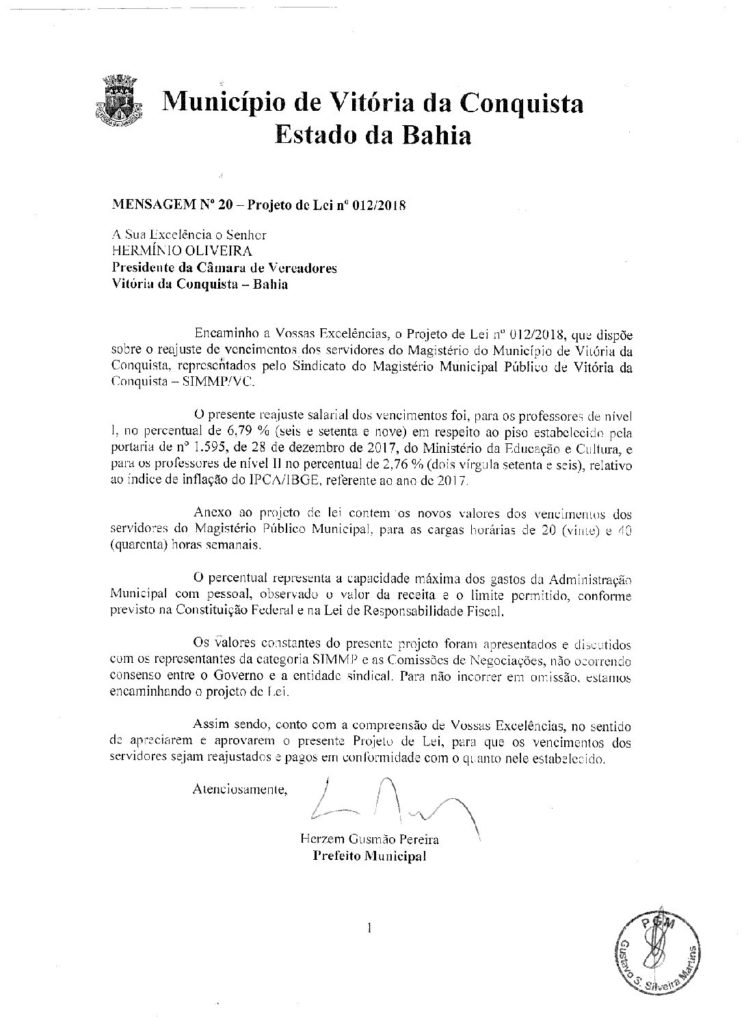 Município de Vitória da Conquista
Estado da Bahia
MENSAGEM Nº 20 – Projeto de Lei nº 012/2018
A Sua Excelência o Senhor
HERMÍNIO OLIVEIRA
Presidente da Câmara de Vereadores
Vitória da Conquista – Bahia
Encaminho a Vossas Excelências, o Projeto de Lei nº 012/2018, que dispõe
sobre o reajuste de vencimentos dos servidores do Magistério do Município de Vitória da
Conquista, representados pelo Sindicato do Magistério Municipal Público de Vitória da
Conquista – SIMMP/VC.
O presente reajuste salarial dos vencimentos foi, para os professores de nível
I, no percentual de 6,79 % (seis e setenta e nove) em respeito ao piso estabelecido pela
portaria de nº 1.595, de 28 de dezembro de 2017, do Ministério da Educação e Cultura, e
para os professores de nível II no percentual de 2,76 % (dois vírgula setenta e seis), relativo
ao índice de inflação do IPCA/IBGE, referente ao ano de 2017.
Anexo ao projeto de lei contem os novos valores dos vencimentos dos
servidores do Magistério Público Municipal, para as cargas horárias de 20 (vinte) e 40
(quarenta) horas semanais.
O percentual representa a capacidade máxima dos gastos da Administração
Municipal com pessoal, observado o valor da receita e o limite permitido, conforme
previsto na Constituição Federal e na Lei de Responsabilidade Fiscal.
Os valores constantes do presente projeto foram apresentados e discutidos
com os representantes da categoria SIMMP e as Comissões de Negociações, não ocorrendo
consenso entre o Governo e a entidade sindical. Para não incorrer em omissão, estamos
encaminhando o projeto de Lei.
Assim sendo, conto com a compreensão de Vossas Excelências, no sentido
de apreciarem e aprovarem o presente Projeto de Lei, para que os vencimentos dos
servidores sejam reajustados e pagos em conformidade com o quanto nele estabelecido.
Atenciosamente,
Herzem Gusmão Pereira
Prefeito Municipal
1
PGM
Gustavo S. Silveira Martins